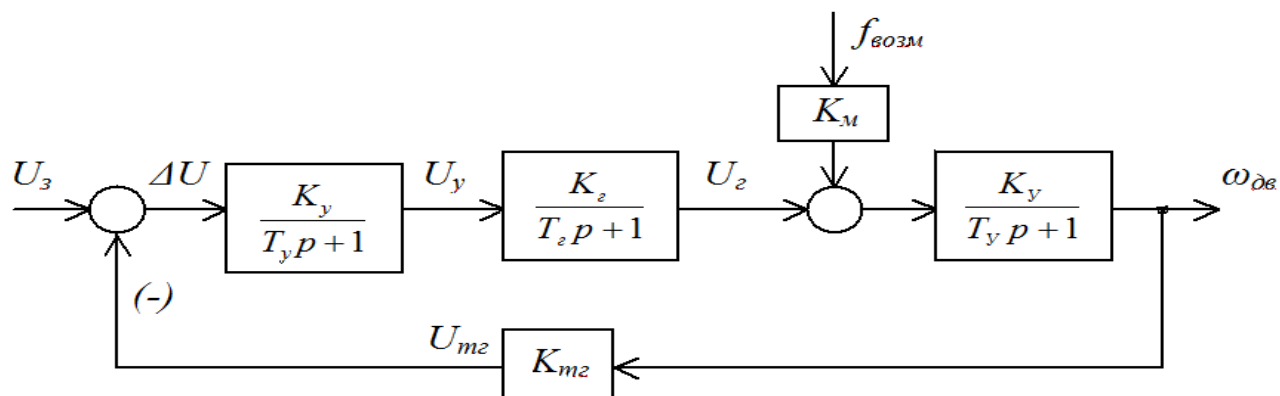 f_возм
K_м
U_з
ΔU
K_у / T_у p + 1
U_у
K_г / T_г p + 1
U_г
K_У / T_У p + 1
ω_дв
(-)
U_тг
K_тг